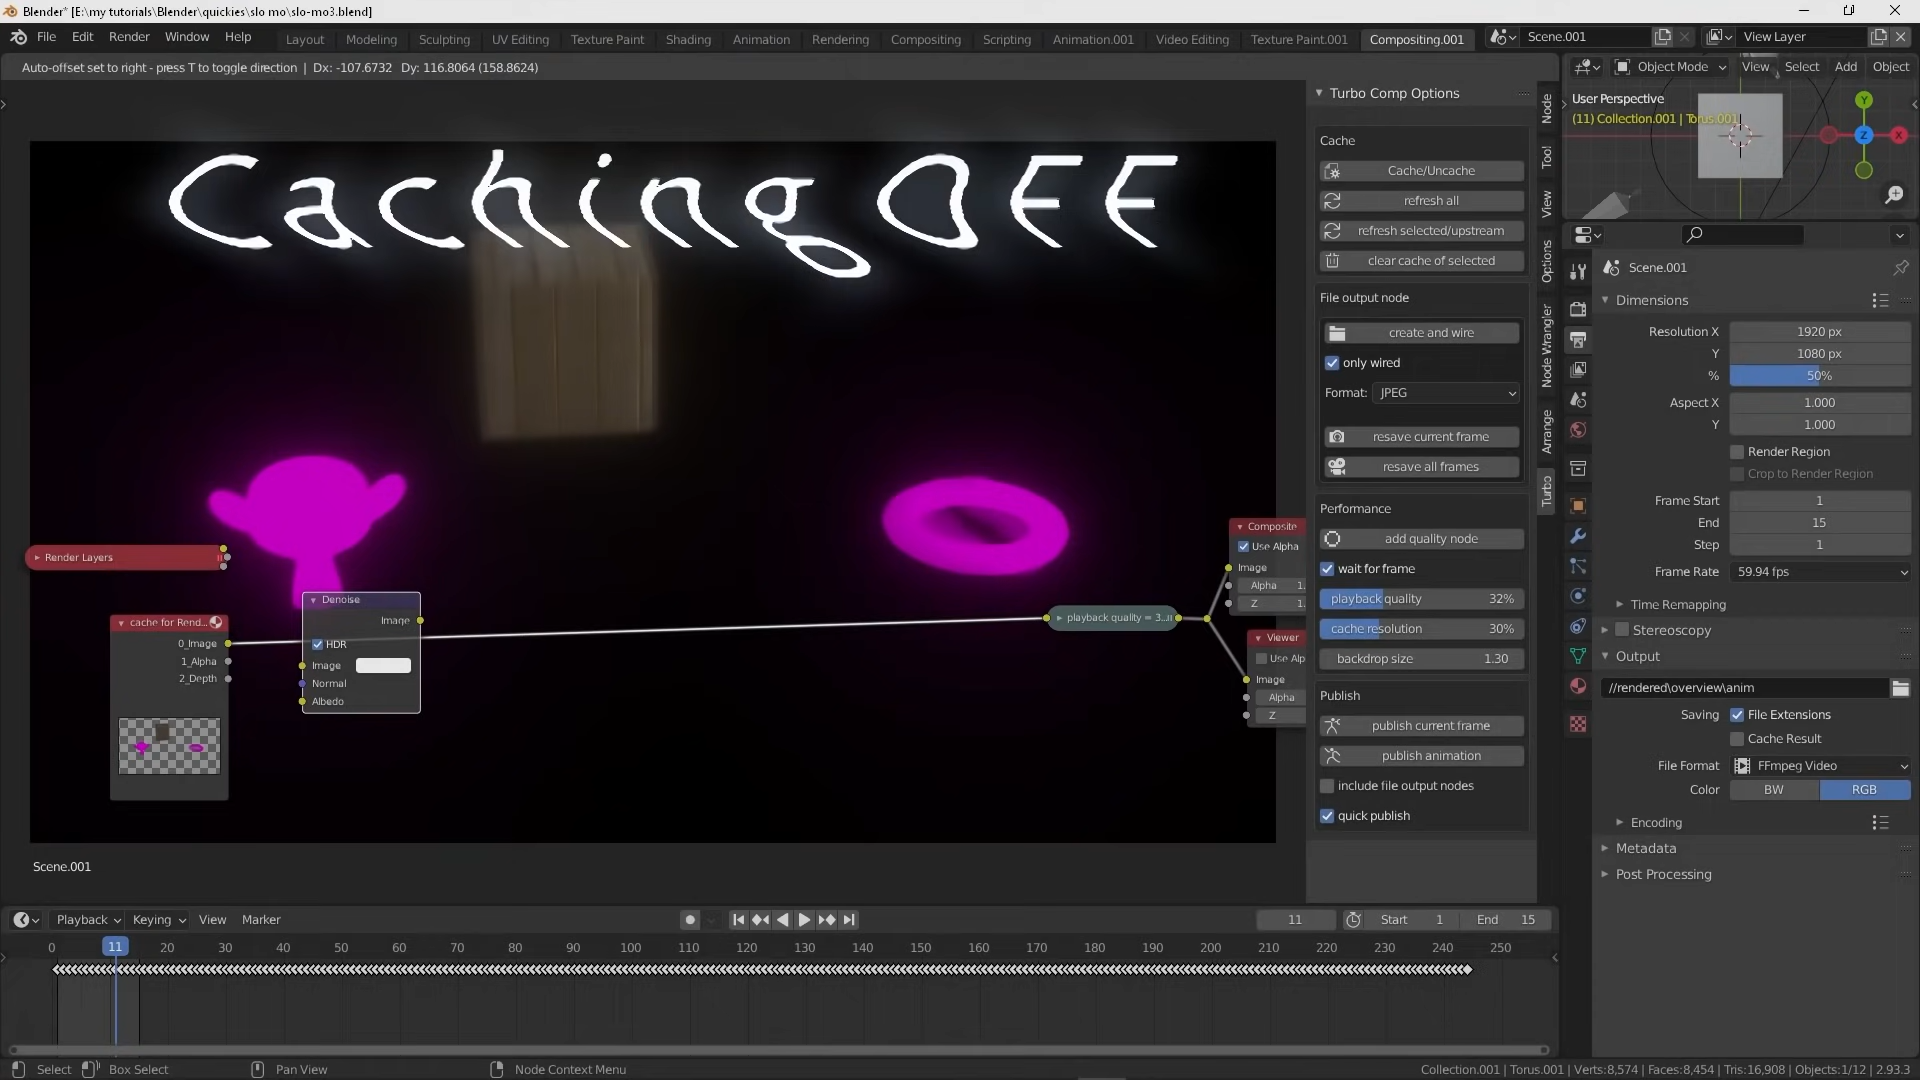 Blender* [E:\my tutorials\Blender\quickies\slo mo\slo-mo3.blend]
File Edit Render Window Help Layout Modeling Sculpting UV Editing Texture Paint Shading Animation Rendering Compositing Scripting Animation.001 Video Editing Texture Paint.001 Compositing.001 Scene.001 View Layer
Auto-offset set to right - press T to toggle direction | Dx: -107.6732 Dy: 116.8064 (158.8624)
Object Mode View Select Add Object
Caching OFF
User Perspective
(11) Collection.001 | Torus.001
Y
Z
X
Render Layers
cache for Rend...
0_Image
1_Alpha
2_Depth
Denoise
Image
HDR
Image
Normal
Albedo
playback quality = 3...
Composite
Use Alpha
Image
Alpha 1.
Z 1.
Viewer
Use Alp
Image
Alpha
Z
Scene.001
Turbo Comp Options
Cache
Cache/Uncache
refresh all
refresh selected/upstream
clear cache of selected
File output node
create and wire
only wired
Format: JPEG
resave current frame
resave all frames
Performance
add quality node
wait for frame
playback quality 32%
cache resolution 30%
backdrop size 1.30
Publish
publish current frame
publish animation
include file output nodes
quick publish
Node
Tool
View
Options
Node Wrangler
Arrange
Turbo
Scene.001
Dimensions
Resolution X 1920 px
Y 1080 px
% 50%
Aspect X 1.000
Y 1.000
Render Region
Crop to Render Region
Frame Start 1
End 15
Step 1
Frame Rate 59.94 fps
Time Remapping
Stereoscopy
Output
//rendered\overview\anim
Saving File Extensions
Cache Result
File Format FFmpeg Video
Color BW RGB
Encoding
Metadata
Post Processing
Playback Keying View Marker 11 Start 1 End 15
0 11 20 30 40 50 60 70 80 90 100 110 120 130 140 150 160 170 180 190 200 210 220 230 240 250
Select Box Select Pan View Node Context Menu Collection.001 | Torus.001 | Verts:8,574 | Faces:8,454 | Tris:16,908 | Objects:1/12 | 2.93.3